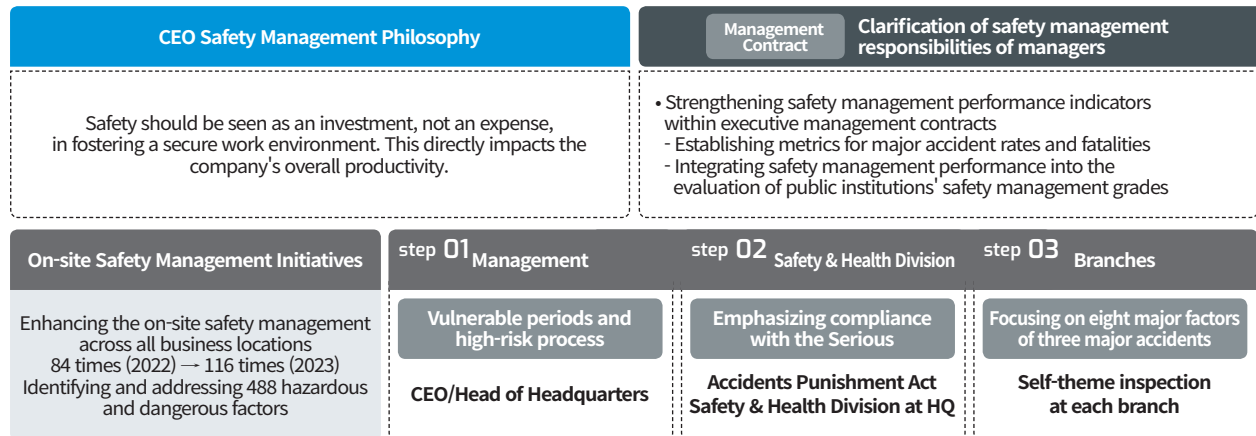 CEO Safety Management Philosophy
Safety should be seen as an investment, not an expense,
in fostering a secure work environment. This directly impacts the
company's overall productivity.
Management
Contract
Clarification of safety management
responsibilities of managers
• Strengthening safety management performance indicators
within executive management contracts
- Establishing metrics for major accident rates and fatalities
- Integrating safety management performance into the
evaluation of public institutions' safety management grades
On-site Safety Management Initiatives
Enhancing the on-site safety management
across all business locations
84 times (2022) → 116 times (2023)
Identifying and addressing 488 hazardous
and dangerous factors
step 01 Management
Vulnerable periods and
high-risk process
CEO/Head of Headquarters
step 02 Safety & Health Division
Emphasizing compliance
with the Serious
Accidents Punishment Act
Safety & Health Division at HQ
step 03 Branches
Focusing on eight major factors
of three major accidents
Self-theme inspection
at each branch